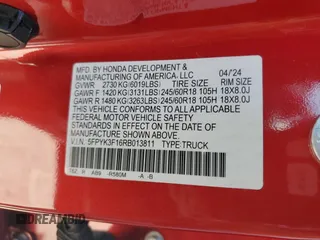 MFD BY HONDA DEVELOPMENT & 04/24
MANUFACTURING OF AMERICA, LLC
GVWR 2730 KG(6019LBS) TIRE SIZE RIM SIZE
GAWR F 1420 KG(3131LBS) 245/60R18 105H 18X8.0J
GAWR R 1480 KG(3263LBS) 245/60R18 105H 18X8.0J
THIS VEHICLE CONFORMS TO ALL APPLICABLE
FEDERAL MOTOR VEHICLE SAFETY STANDARDS
IN EFFECT ON THE DATE OF MANUFACTURE
SHOWN ABOVE.
V.I.N. 5FPYK3F16RB013811 TYPE TRUCK
A99 R580M -A -B